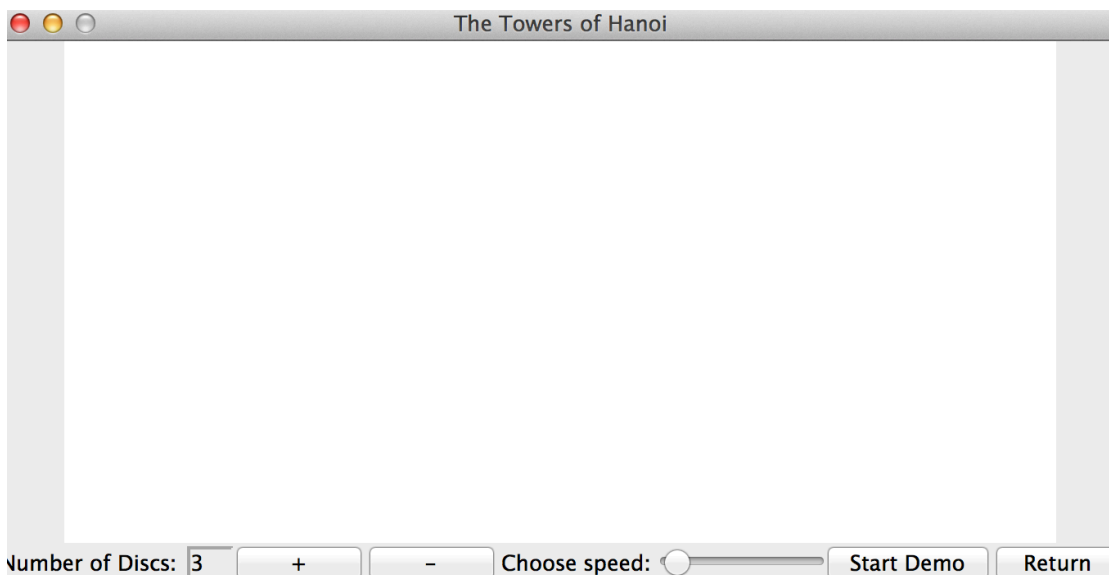 The Towers of Hanoi
Number of Discs: 3 + - Choose speed: Start Demo Return